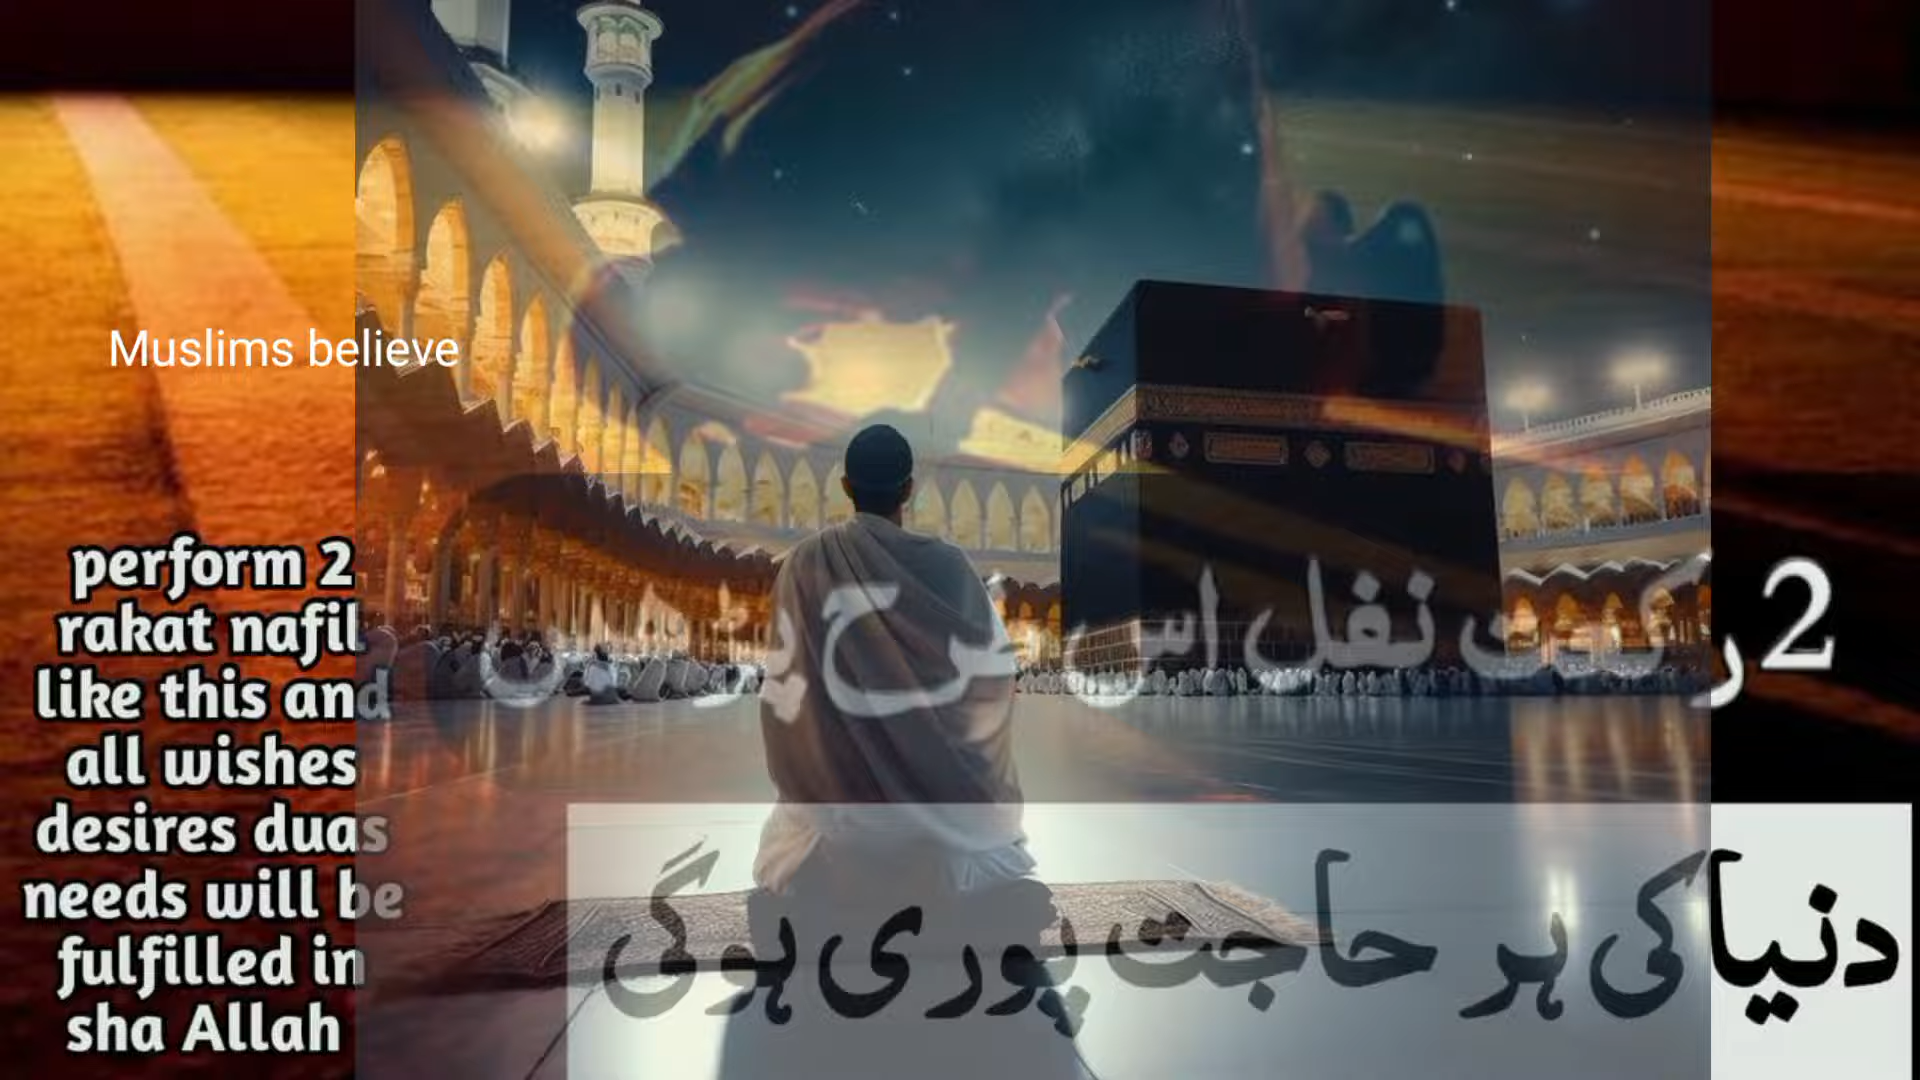 Muslims believe
perform 2
rakat nafil
like this and
all wishes
desires duas
needs will be
fulfilled in
sha Allah
2 رکعت نفل اس طرح پڑھیں
دنیا کی ہر حاجت پوری ہوگی